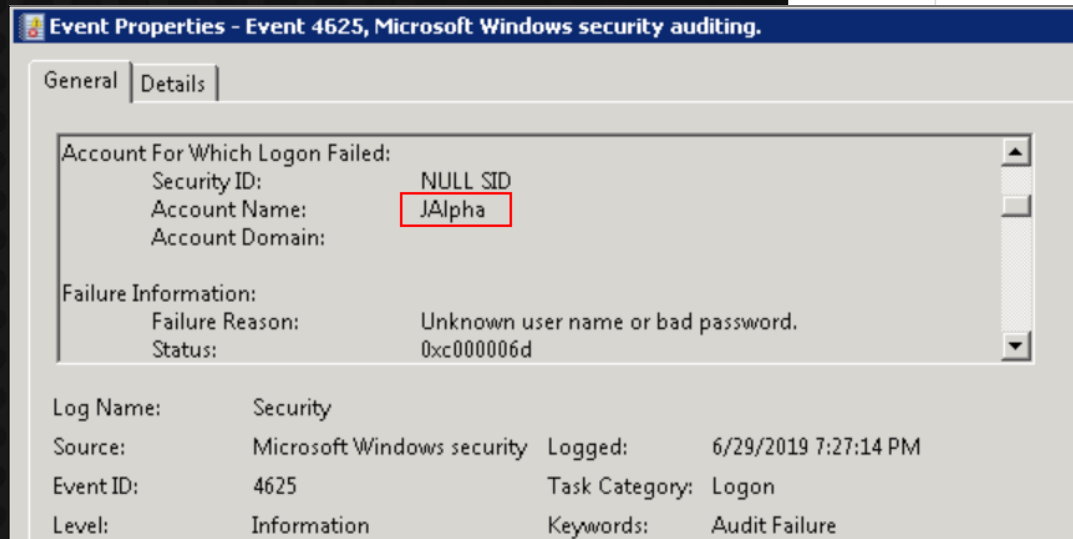 Event Properties - Event 4625, Microsoft Windows security auditing.
General Details
Account For Which Logon Failed:
Security ID: NULL SID
Account Name: JAlpha
Account Domain:
Failure Information:
Failure Reason: Unknown user name or bad password.
Status: 0xc000006d
Log Name: Security
Source: Microsoft Windows security Logged: 6/29/2019 7:27:14 PM
Event ID: 4625 Task Category: Logon
Level: Information Keywords: Audit Failure